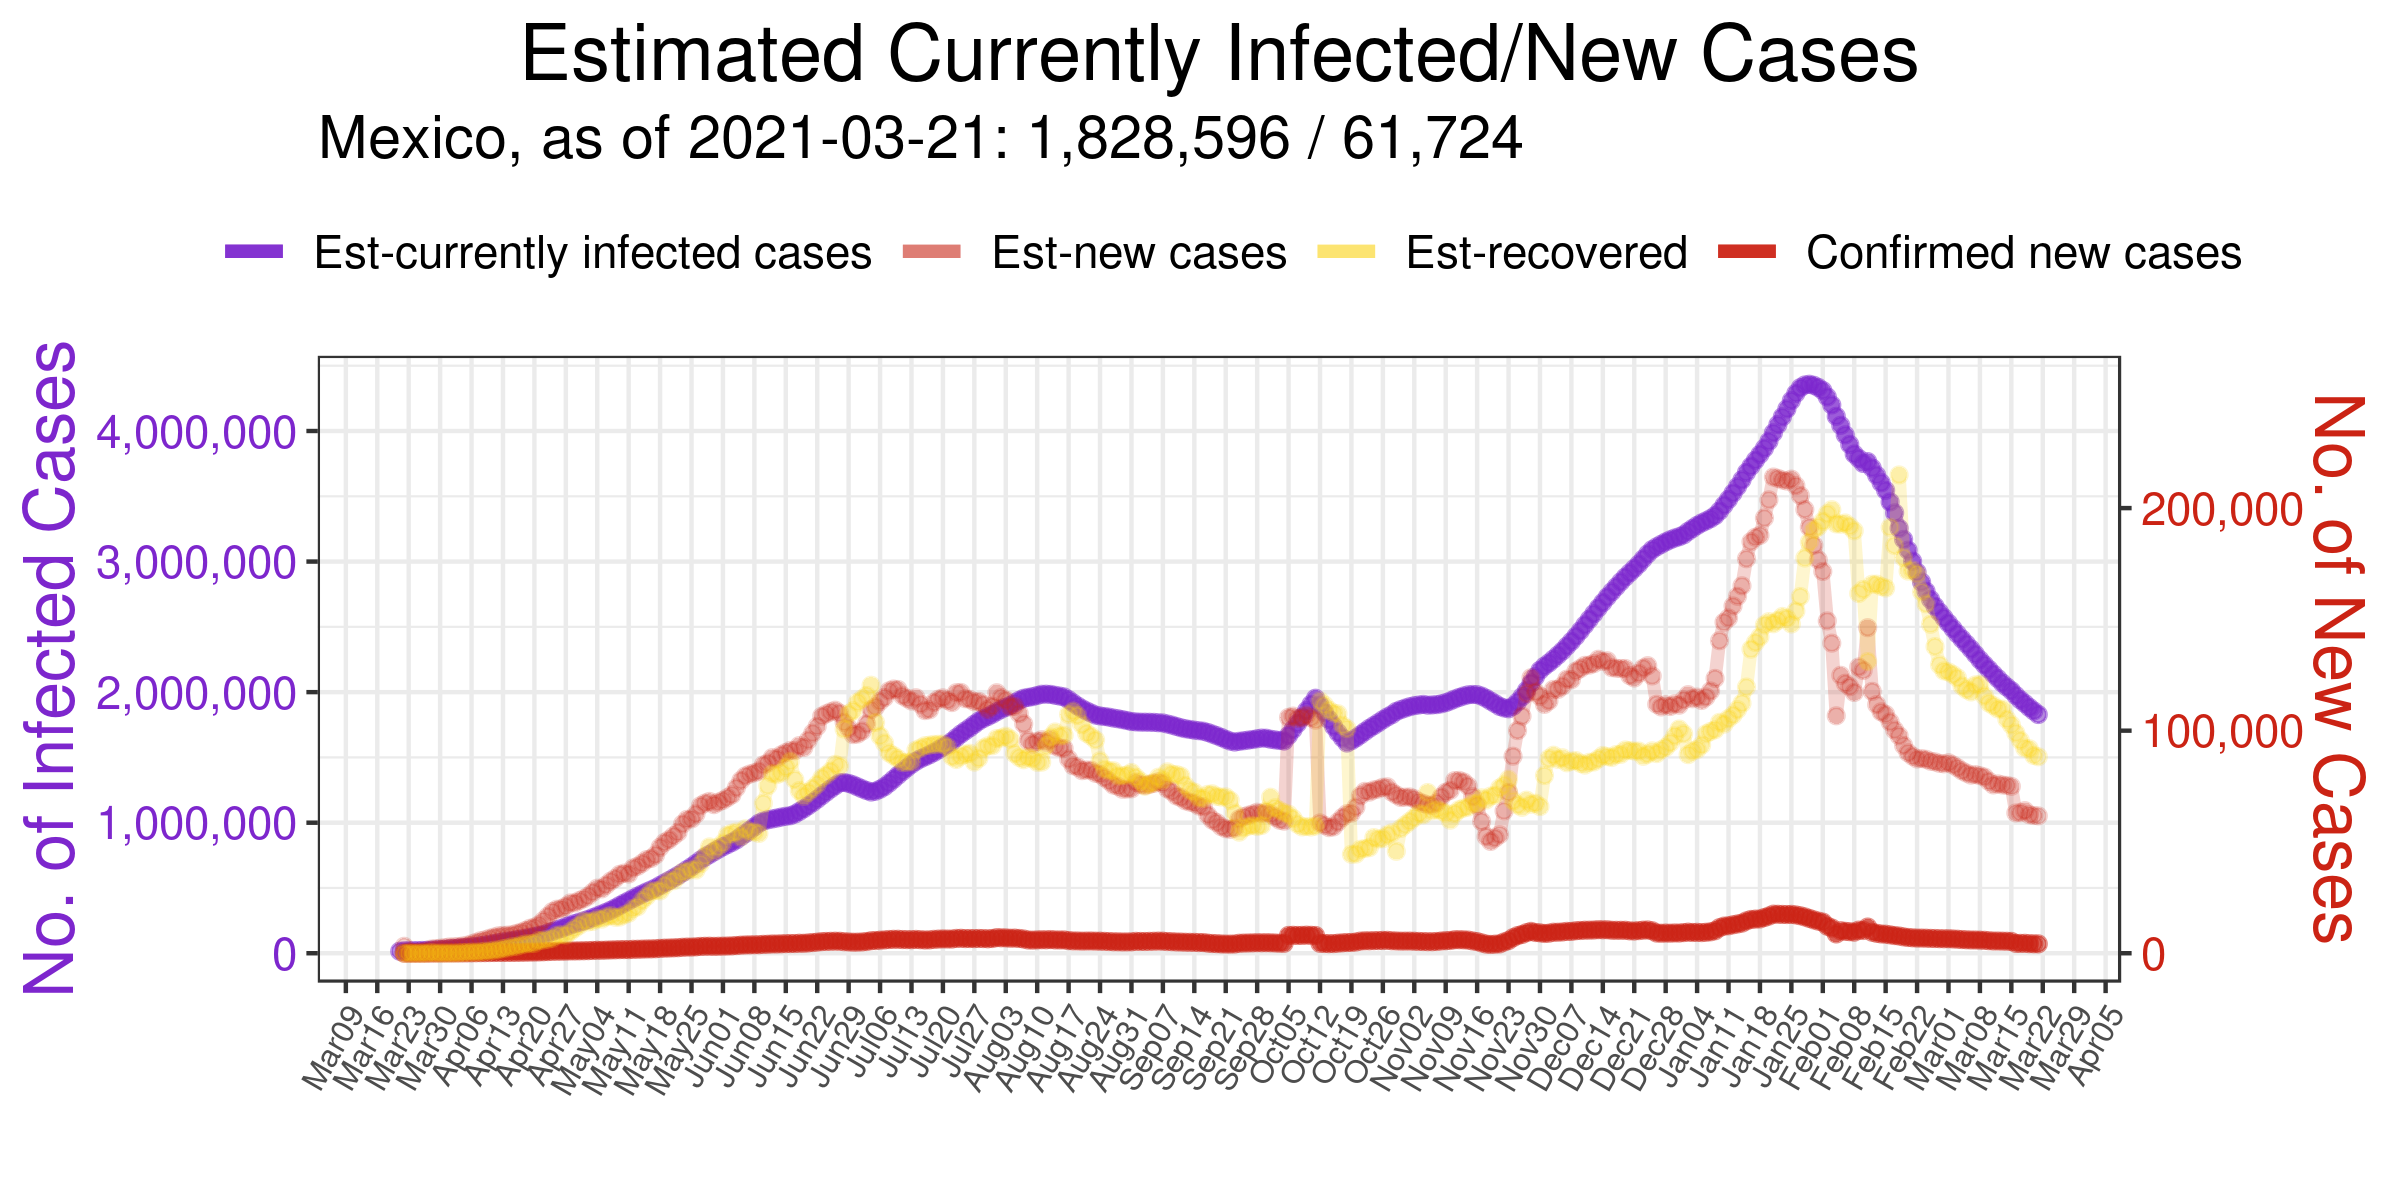 Estimated Currently Infected/New Cases
Mexico, as of 2021-03-21: 1,828,596 / 61,724
Est-currently infected cases Est-new cases Est-recovered Confirmed new cases
No. of Infected Cases
4,000,000
3,000,000
2,000,000
1,000,000
0
200,000
100,000
0
No. of New Cases
Mar09 Mar16 Mar23 Mar30 Apr06 Apr13 Apr20 Apr27 May04 May11 May18 May25 Jun01 Jun08 Jun15 Jun22 Jun29 Jul06 Jul13 Jul20 Jul27 Aug03 Aug10 Aug17 Aug24 Aug31 Sep07 Sep14 Sep21 Sep28 Oct05 Oct12 Oct19 Oct26 Nov02 Nov09 Nov16 Nov23 Nov30 Dec07 Dec14 Dec21 Dec28 Jan04 Jan11 Jan18 Jan25 Feb01 Feb08 Feb15 Feb22 Mar01 Mar08 Mar15 Mar22 Mar29 Apr05